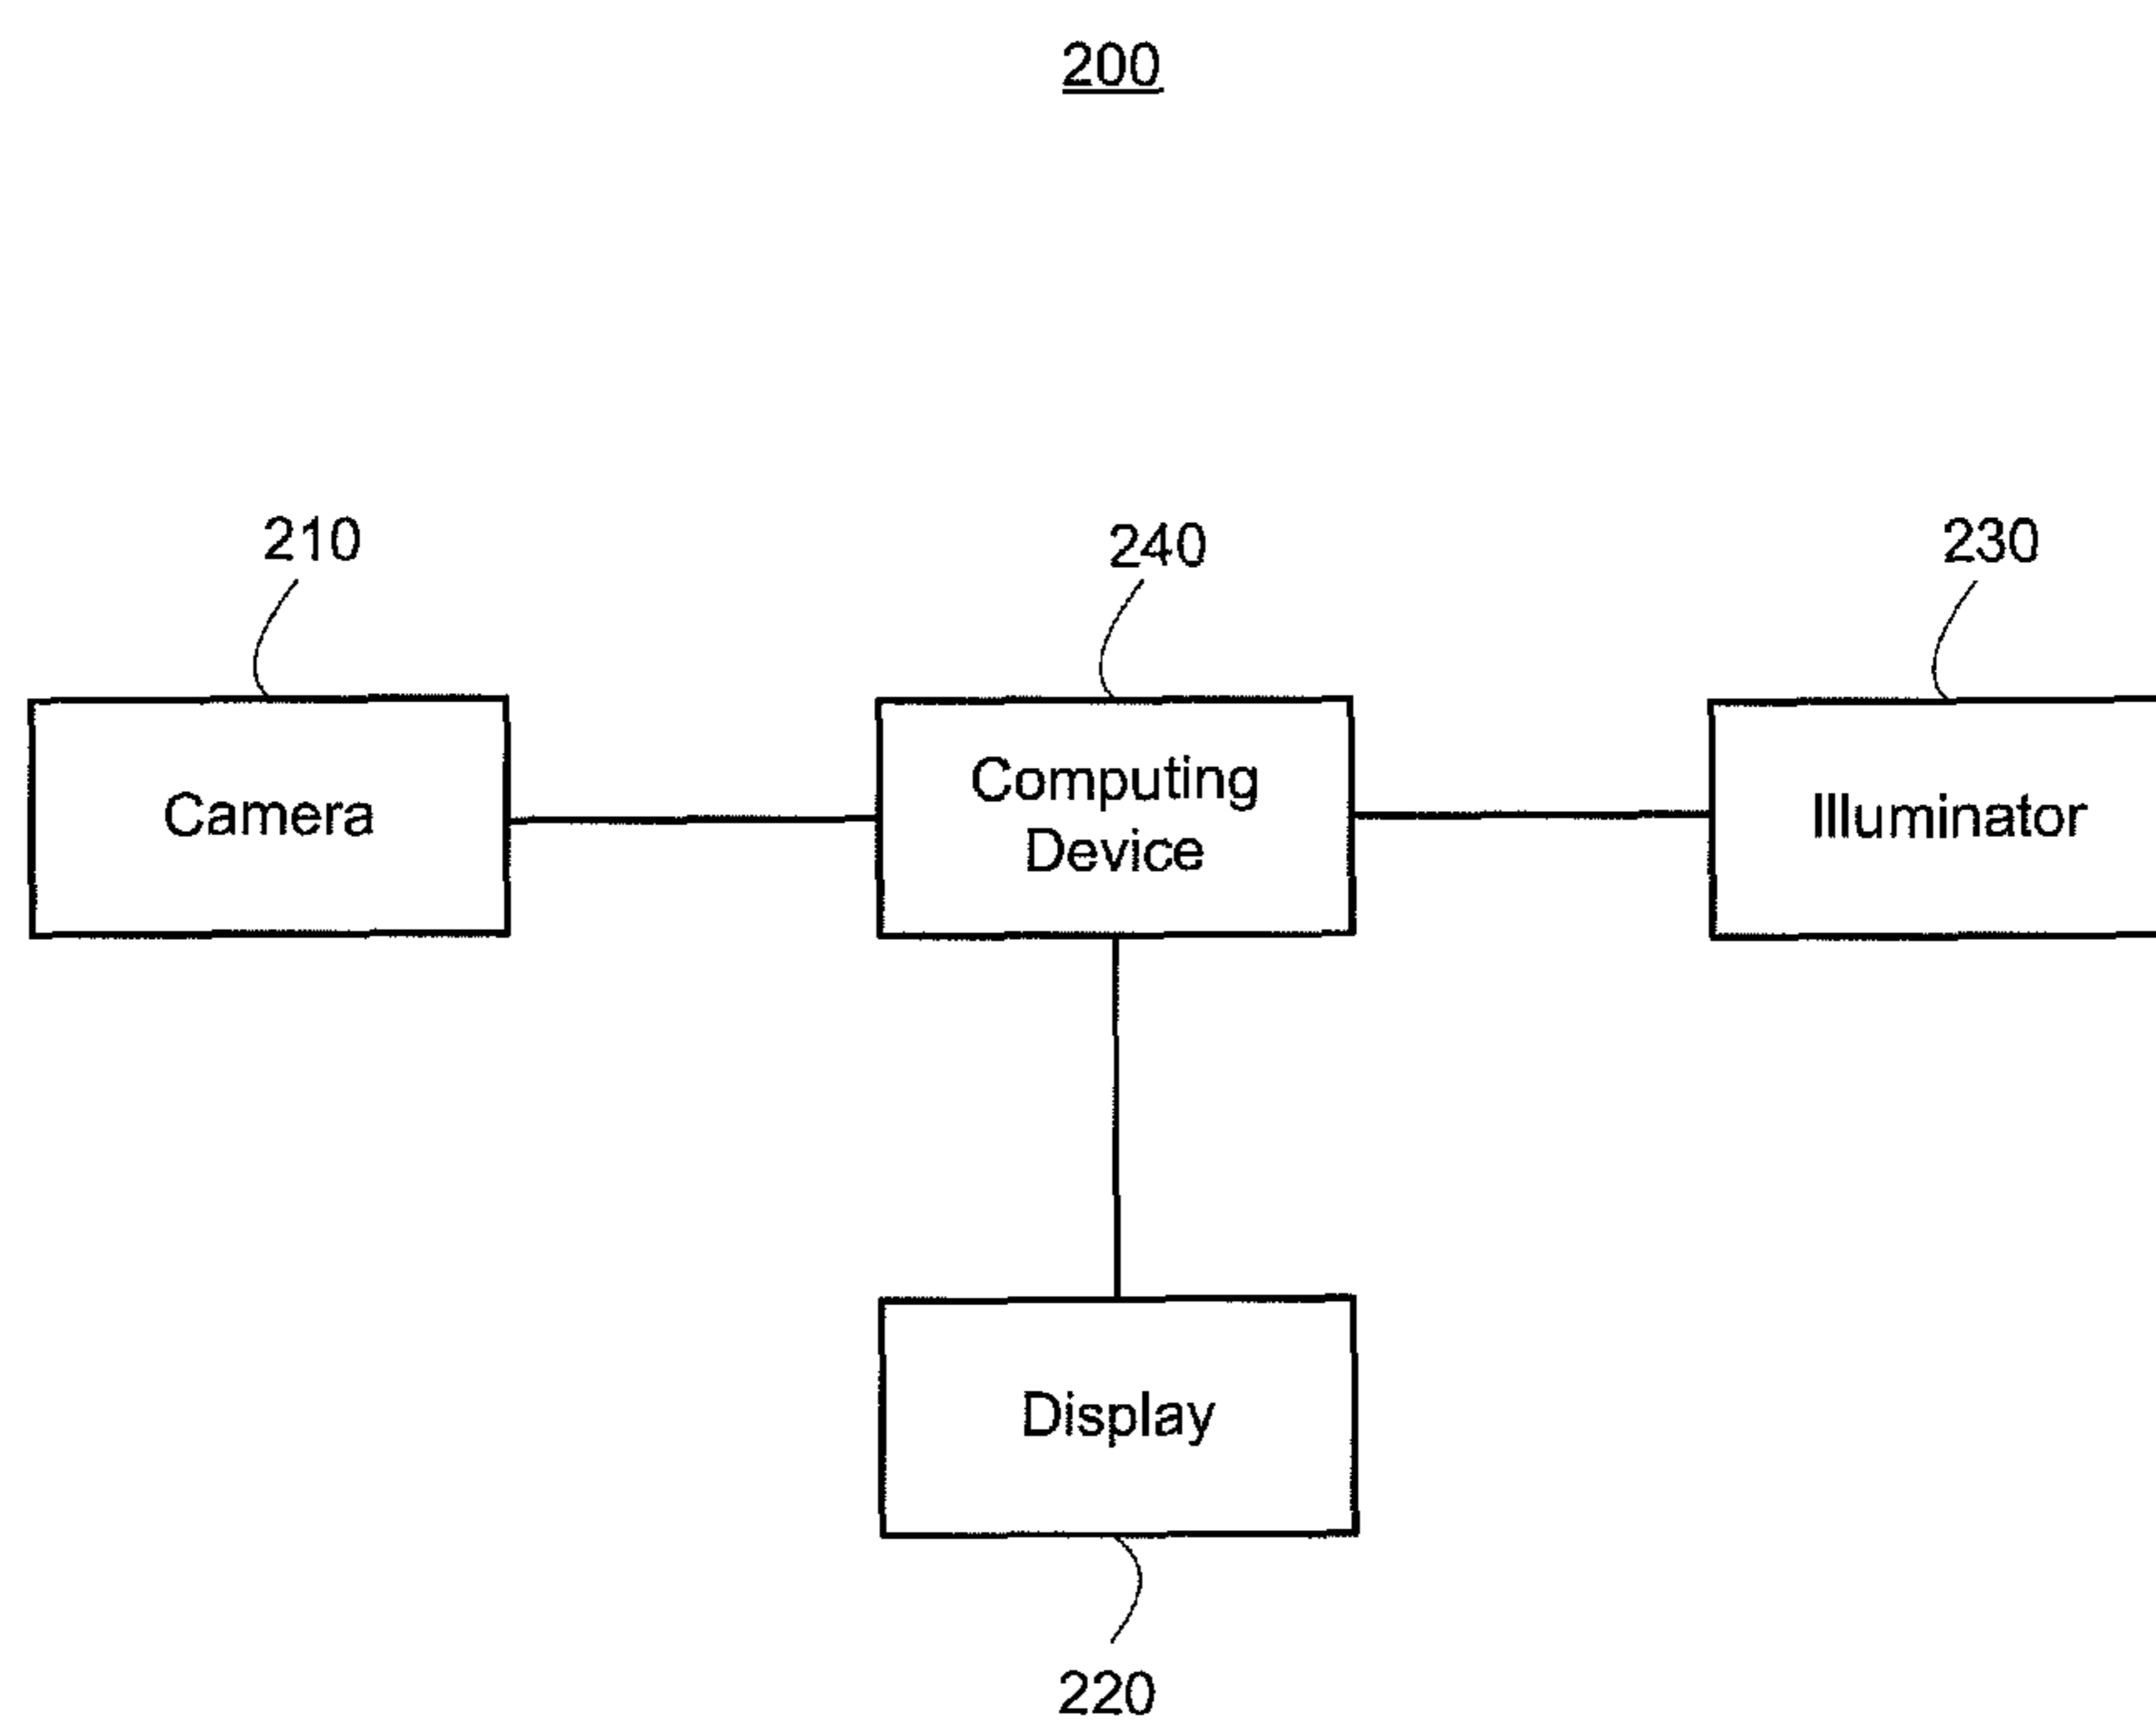 200
210
240
230
Camera
Computing
Device
Illuminator
Display
220